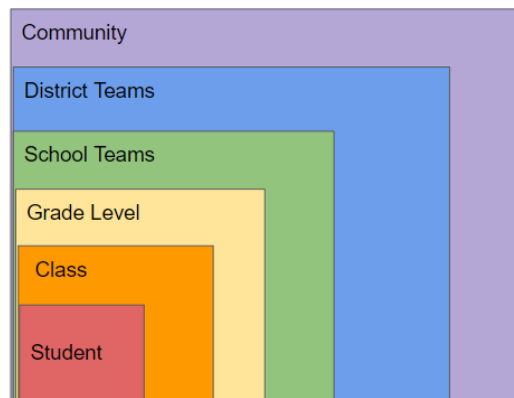 Community
District Teams
School Teams
Grade Level
Class
Student